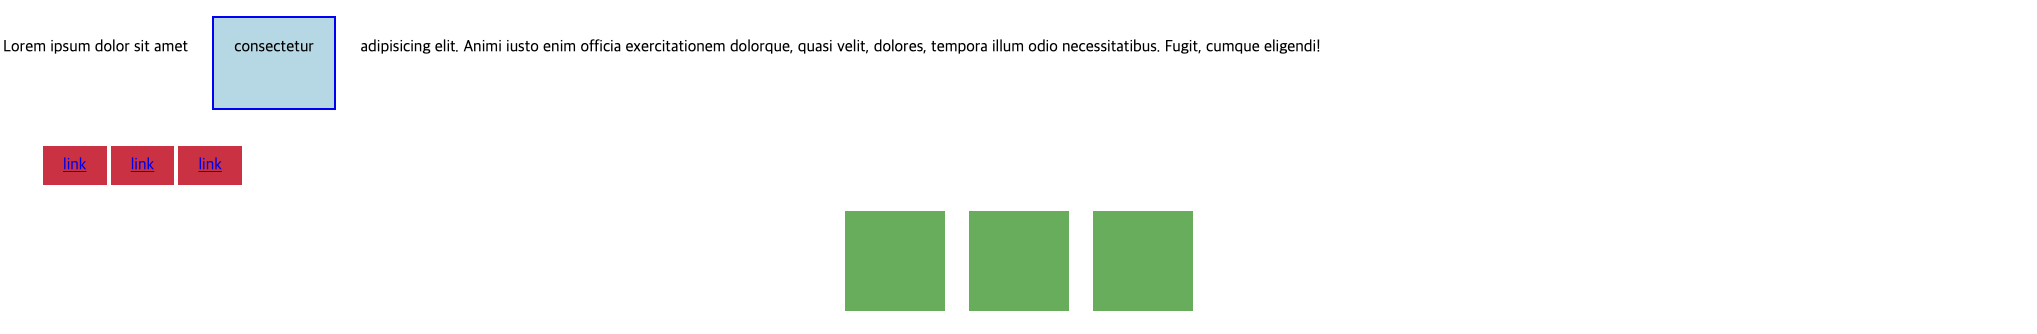 Lorem ipsum dolor sit amet consectetur adipisicing elit. Animi iusto enim officia exercitationem dolorque, quasi velit, dolores, tempora illum odio necessitatibus. Fugit, cumque eligendi!
link link link